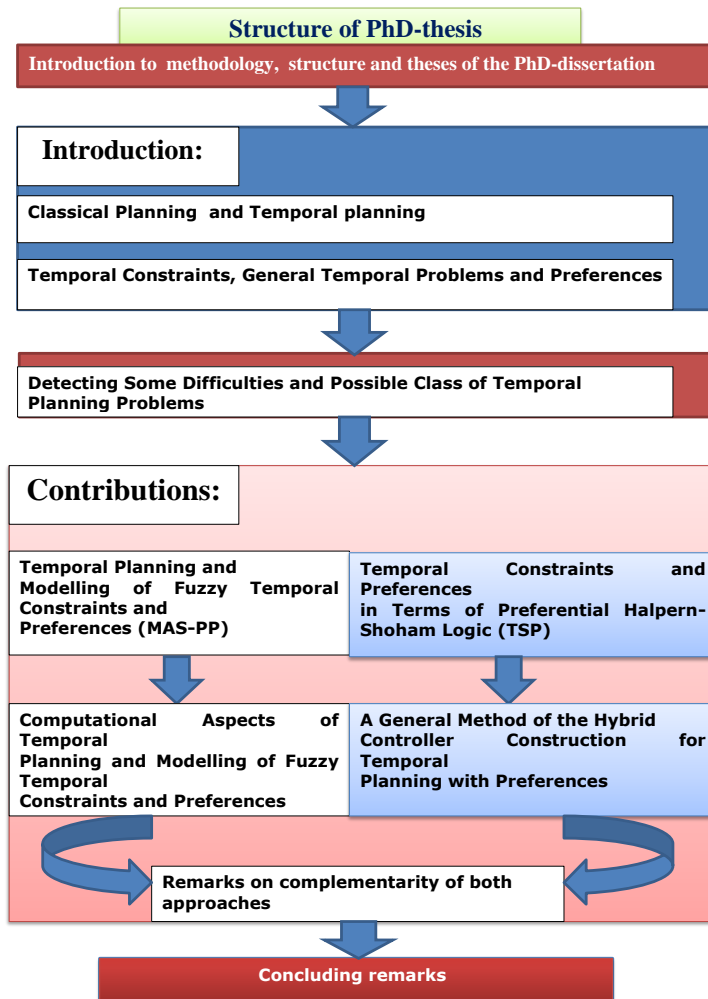 Structure of PhD-thesis
Introduction to methodology, structure and theses of the PhD-dissertation
Introduction:
Classical Planning and Temporal planning
Temporal Constraints, General Temporal Problems and Preferences
Detecting Some Difficulties and Possible Class of Temporal
Planning Problems
Contributions:
Temporal Planning and
Modelling of Fuzzy Temporal
Constraints and
Preferences (MAS-PP)
Temporal Constraints and
Preferences
in Terms of Preferential Halpern-
Shoham Logic (TSP)
Computational Aspects of
Temporal
Planning and Modelling of Fuzzy
Temporal
Constraints and Preferences
A General Method of the Hybrid
Controller Construction for
Temporal
Planning with Preferences
Remarks on complementarity of both
approaches
Concluding remarks